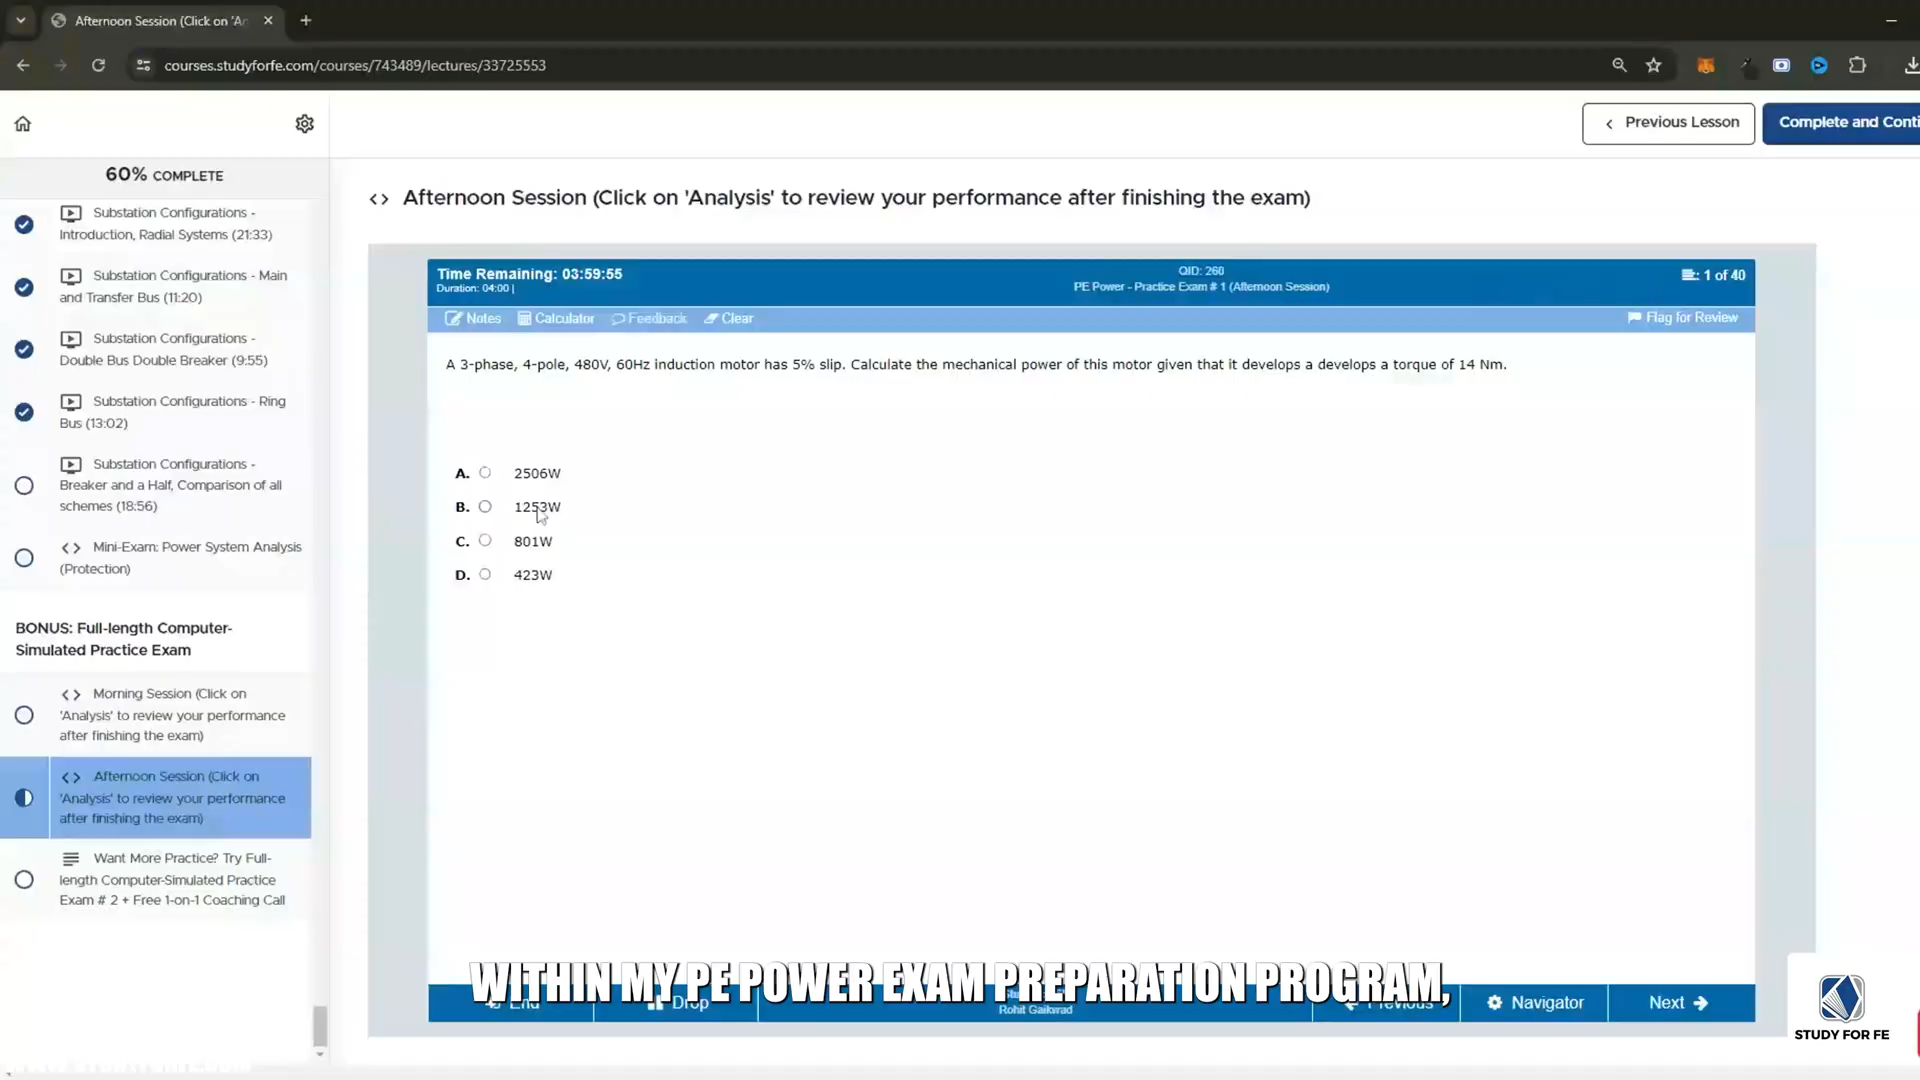 Afternoon Session (Click on 'An
courses.studyforfe.com/courses/743489/lectures/33725553
Previous Lesson
Complete and Conti
60% COMPLETE
Substation Configurations -
Introduction, Radial Systems (21:33)
Substation Configurations - Main
and Transfer Bus (11:20)
Substation Configurations -
Double Bus Double Breaker (9:55)
Substation Configurations - Ring
Bus (13:02)
Substation Configurations -
Breaker and a Half, Comparison of all
schemes (18:56)
Mini-Exam: Power System Analysis
(Protection)
BONUS: Full-length Computer-
Simulated Practice Exam
Morning Session (Click on
'Analysis' to review your performance
after finishing the exam)
Afternoon Session (Click on
'Analysis' to review your performance
after finishing the exam)
Want More Practice? Try Full-
length Computer-Simulated Practice
Exam # 2 + Free 1-on-1 Coaching Call
Afternoon Session (Click on 'Analysis' to review your performance after finishing the exam)
Time Remaining: 03:59:55
Duration: 04:00 |
QID: 260
PE Power - Practice Exam # 1 (Afternoon Session)
1 of 40
Notes
Calculator
Feedback
Clear
Flag for Review
A 3-phase, 4-pole, 480V, 60Hz induction motor has 5% slip. Calculate the mechanical power of this motor given that it develops a develops a torque of 14 Nm.
A. 2506W
B. 1253W
C. 801W
D. 423W
WITHIN MY PE POWER EXAM PREPARATION PROGRAM,
End
Drop
Rohit Gaikwad
Previous
Navigator
Next
STUDY FOR FE